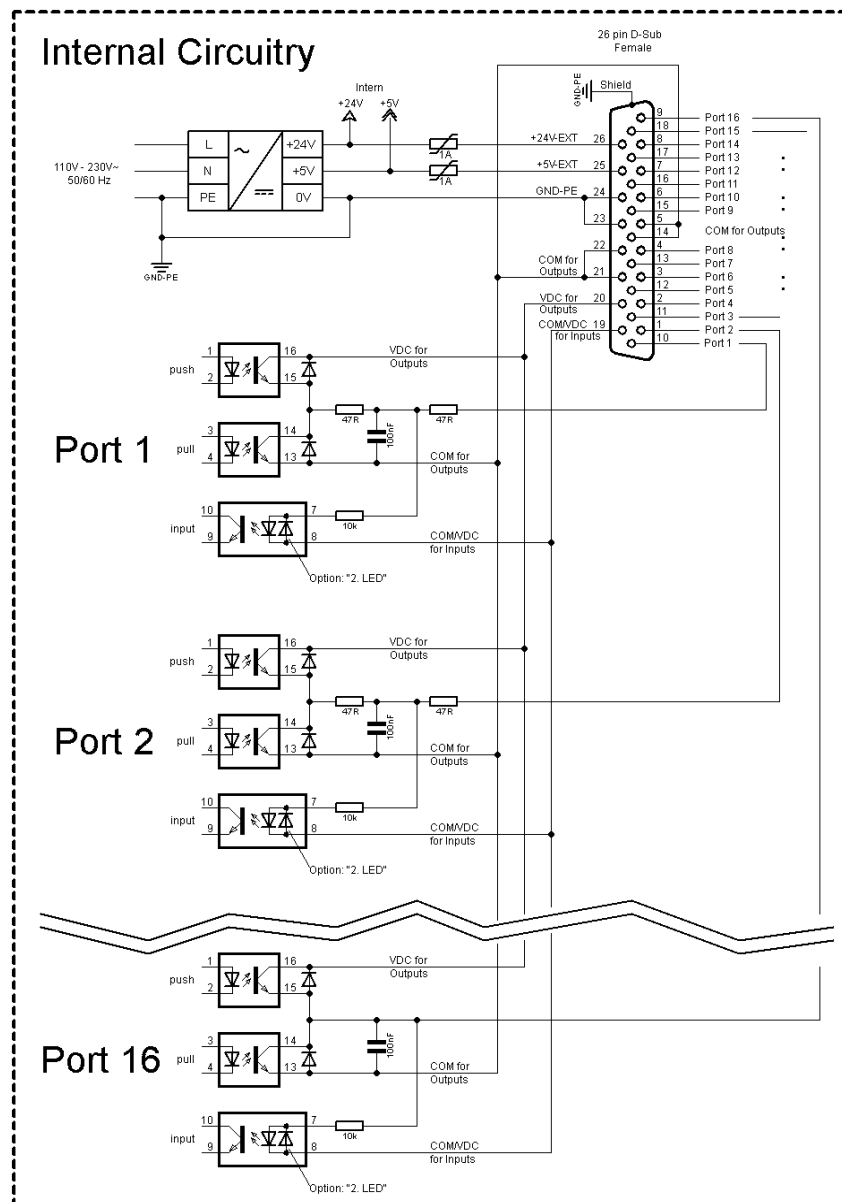 Internal Circuitry
26 pin D-Sub
Female
Shield
GND-PE
Intern
+24V
+5V
L
+24V
N
+5V
PE
0V
~
110V - 230V~
50/60 Hz
GND-PE
1A
1A
+24V-EXT 26
+5V-EXT 25
GND-PE 24
23
22
COM for
Outputs
21
VDC for
Outputs
20
COM/VDC
for Inputs
19
9 Port 16
18 Port 15
8 Port 14
17 Port 13
7 Port 12
16 Port 11
6 Port 10
15 Port 9
5
COM for Outputs
14
4 Port 8
13 Port 7
3 Port 6
12 Port 5
2 Port 4
11 Port 3
1 Port 2
10 Port 1
Port 1
push
1
2
16
15
VDC for
Outputs
47R
100nF
47R
pull
3
4
14
13
COM for
Outputs
input
10
9
7
8
10k
COM/VDC
for Inputs
Option: "2. LED"
Port 2
push
1
2
16
15
VDC for
Outputs
47R
100nF
47R
pull
3
4
14
13
COM for
Outputs
input
10
9
7
8
10k
COM/VDC
for Inputs
Option: "2. LED"
Port 16
push
1
2
16
15
VDC for
Outputs
100nF
pull
3
4
14
13
COM for
Outputs
input
10
9
7
8
10k
COM/VDC
for Inputs
Option: "2. LED"